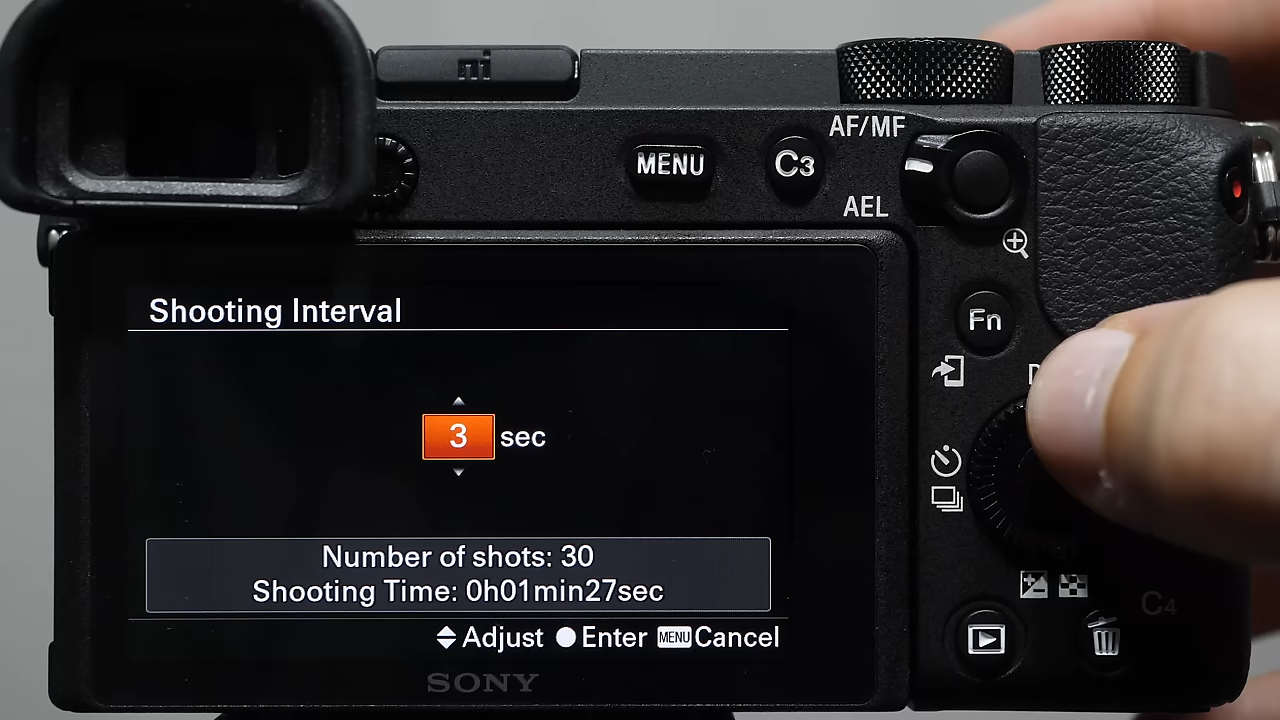 MENU
C3
AF/MF
AEL
Fn
Shooting Interval
3 sec
Number of shots: 30
Shooting Time: 0h01min27sec
Adjust Enter MENU Cancel
C4
SONY